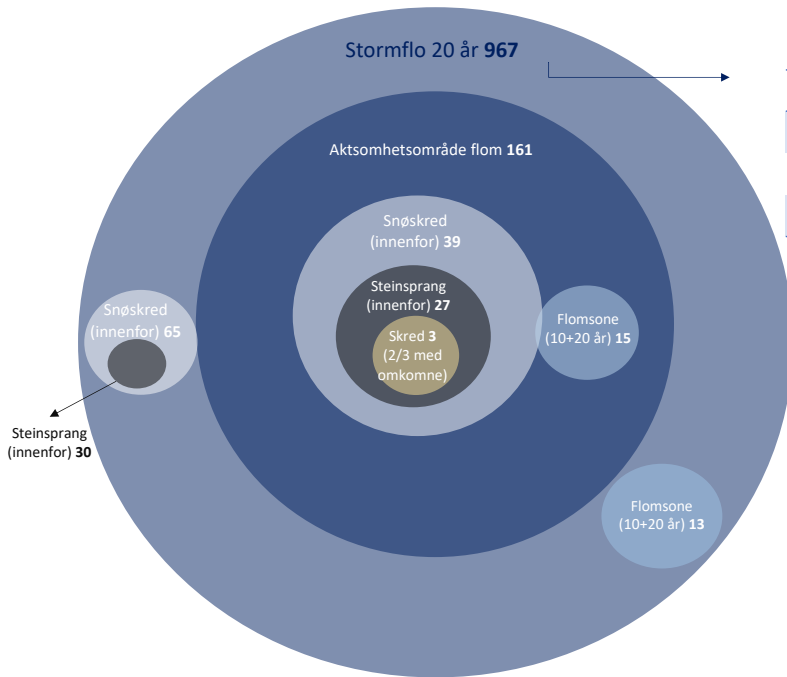 Stormflo 20 år 967
Aktsomhetsområde flom 161
Snøskred
(innenfor) 39
Steinsprang
(innenfor) 27
Skred 3
(2/3 med
omkomne)
Snøskred
(innenfor) 65
Flomsone
(10+20 år) 15
Steinsprang
(innenfor) 30
Flomsone
(10+20 år) 13